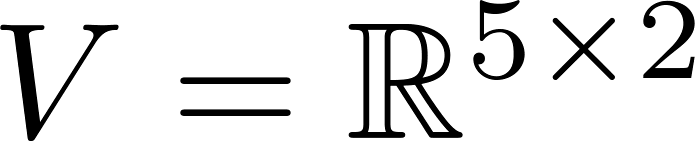 V = ℝ^{5×2}